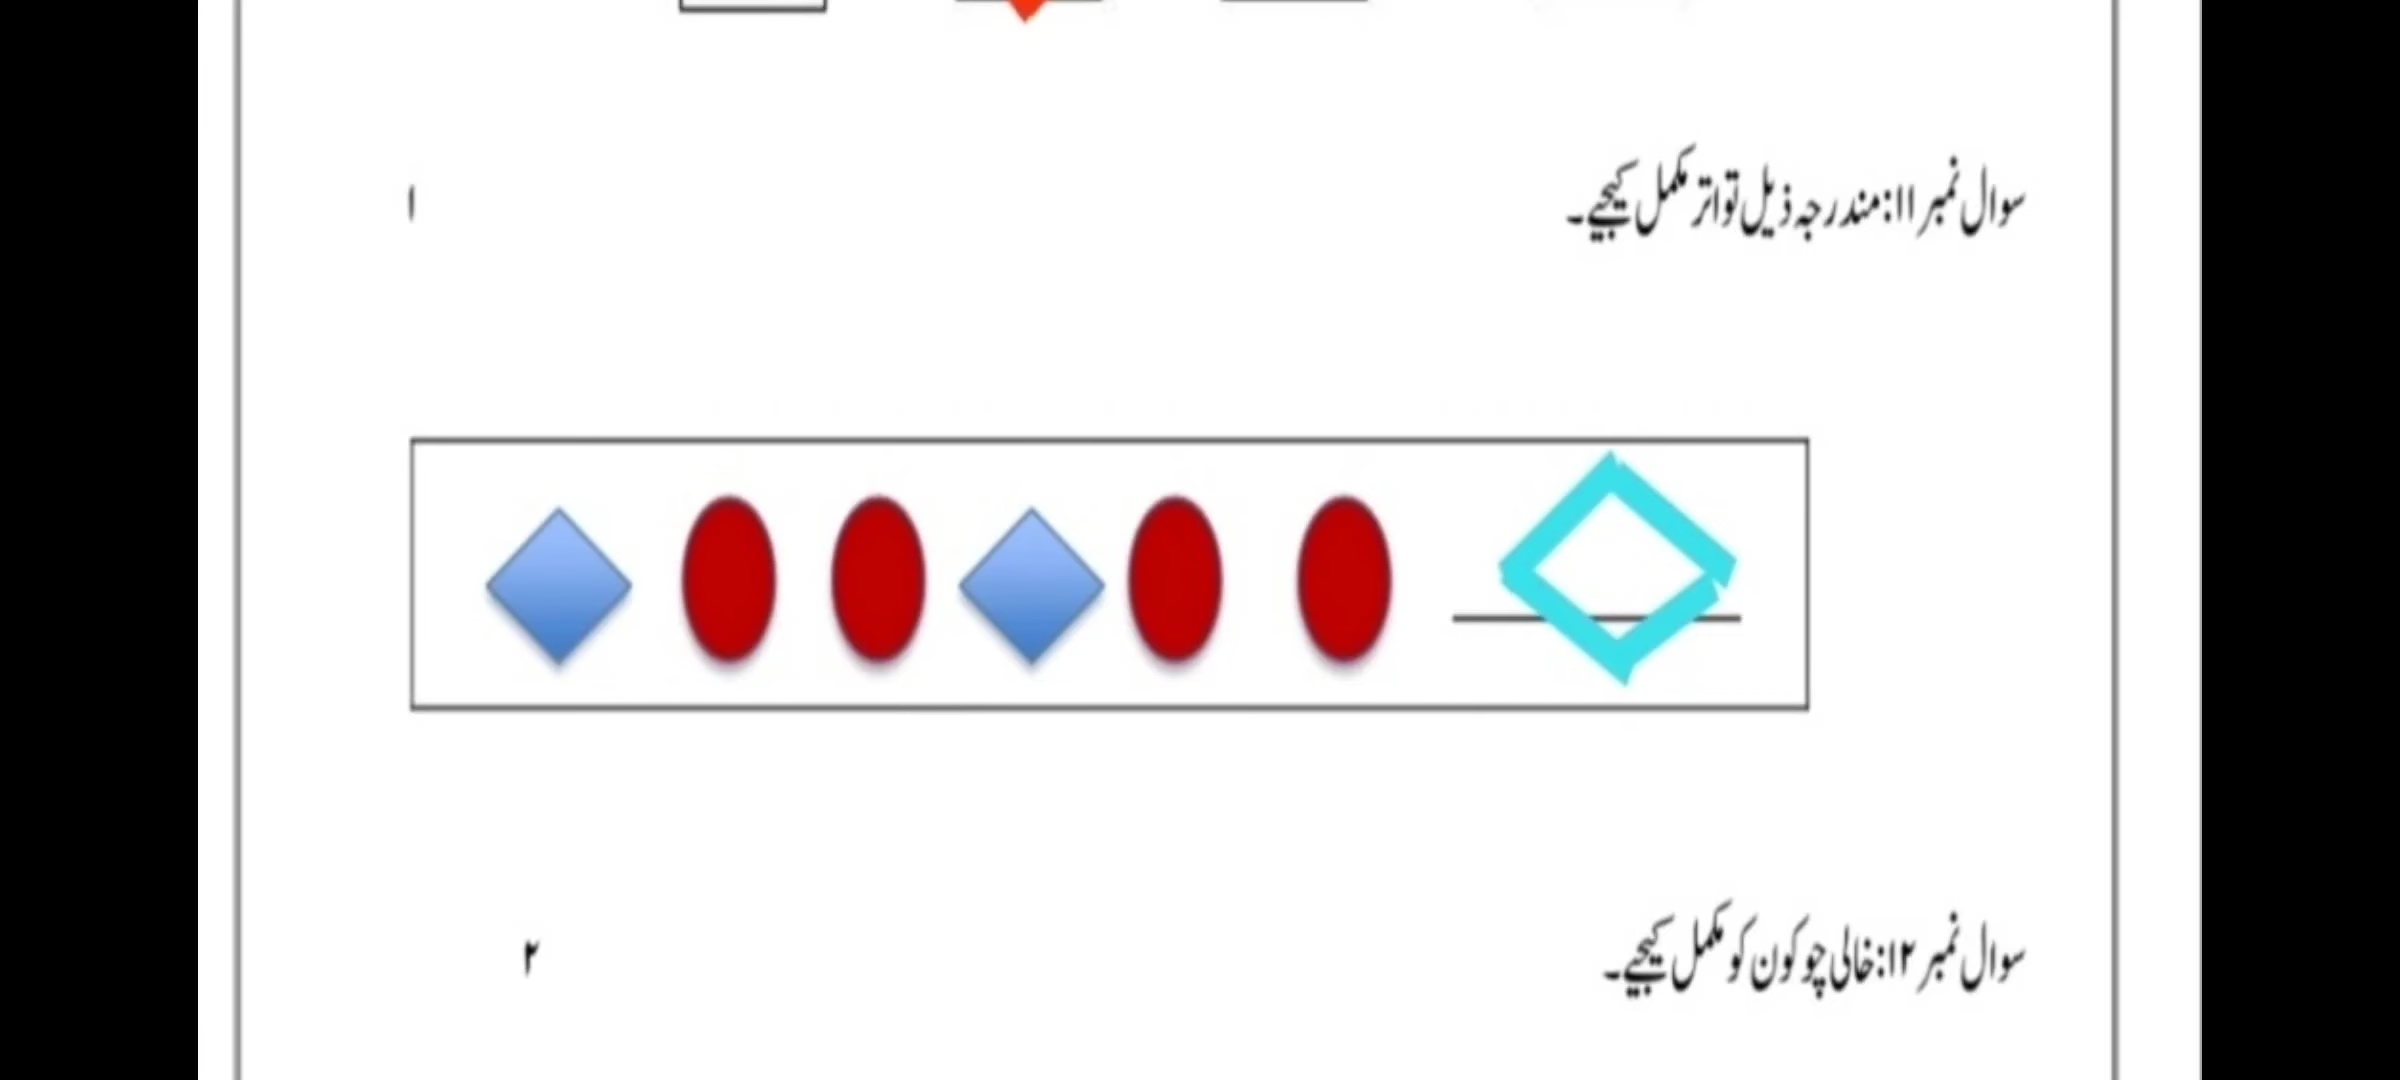 سوال نمبر ۱۱: مندرجہ ذیل تواتر مکمل کیجیے۔ ۱
سوال نمبر ۱۲: خالی چوکون کو مکمل کیجیے۔ ۲